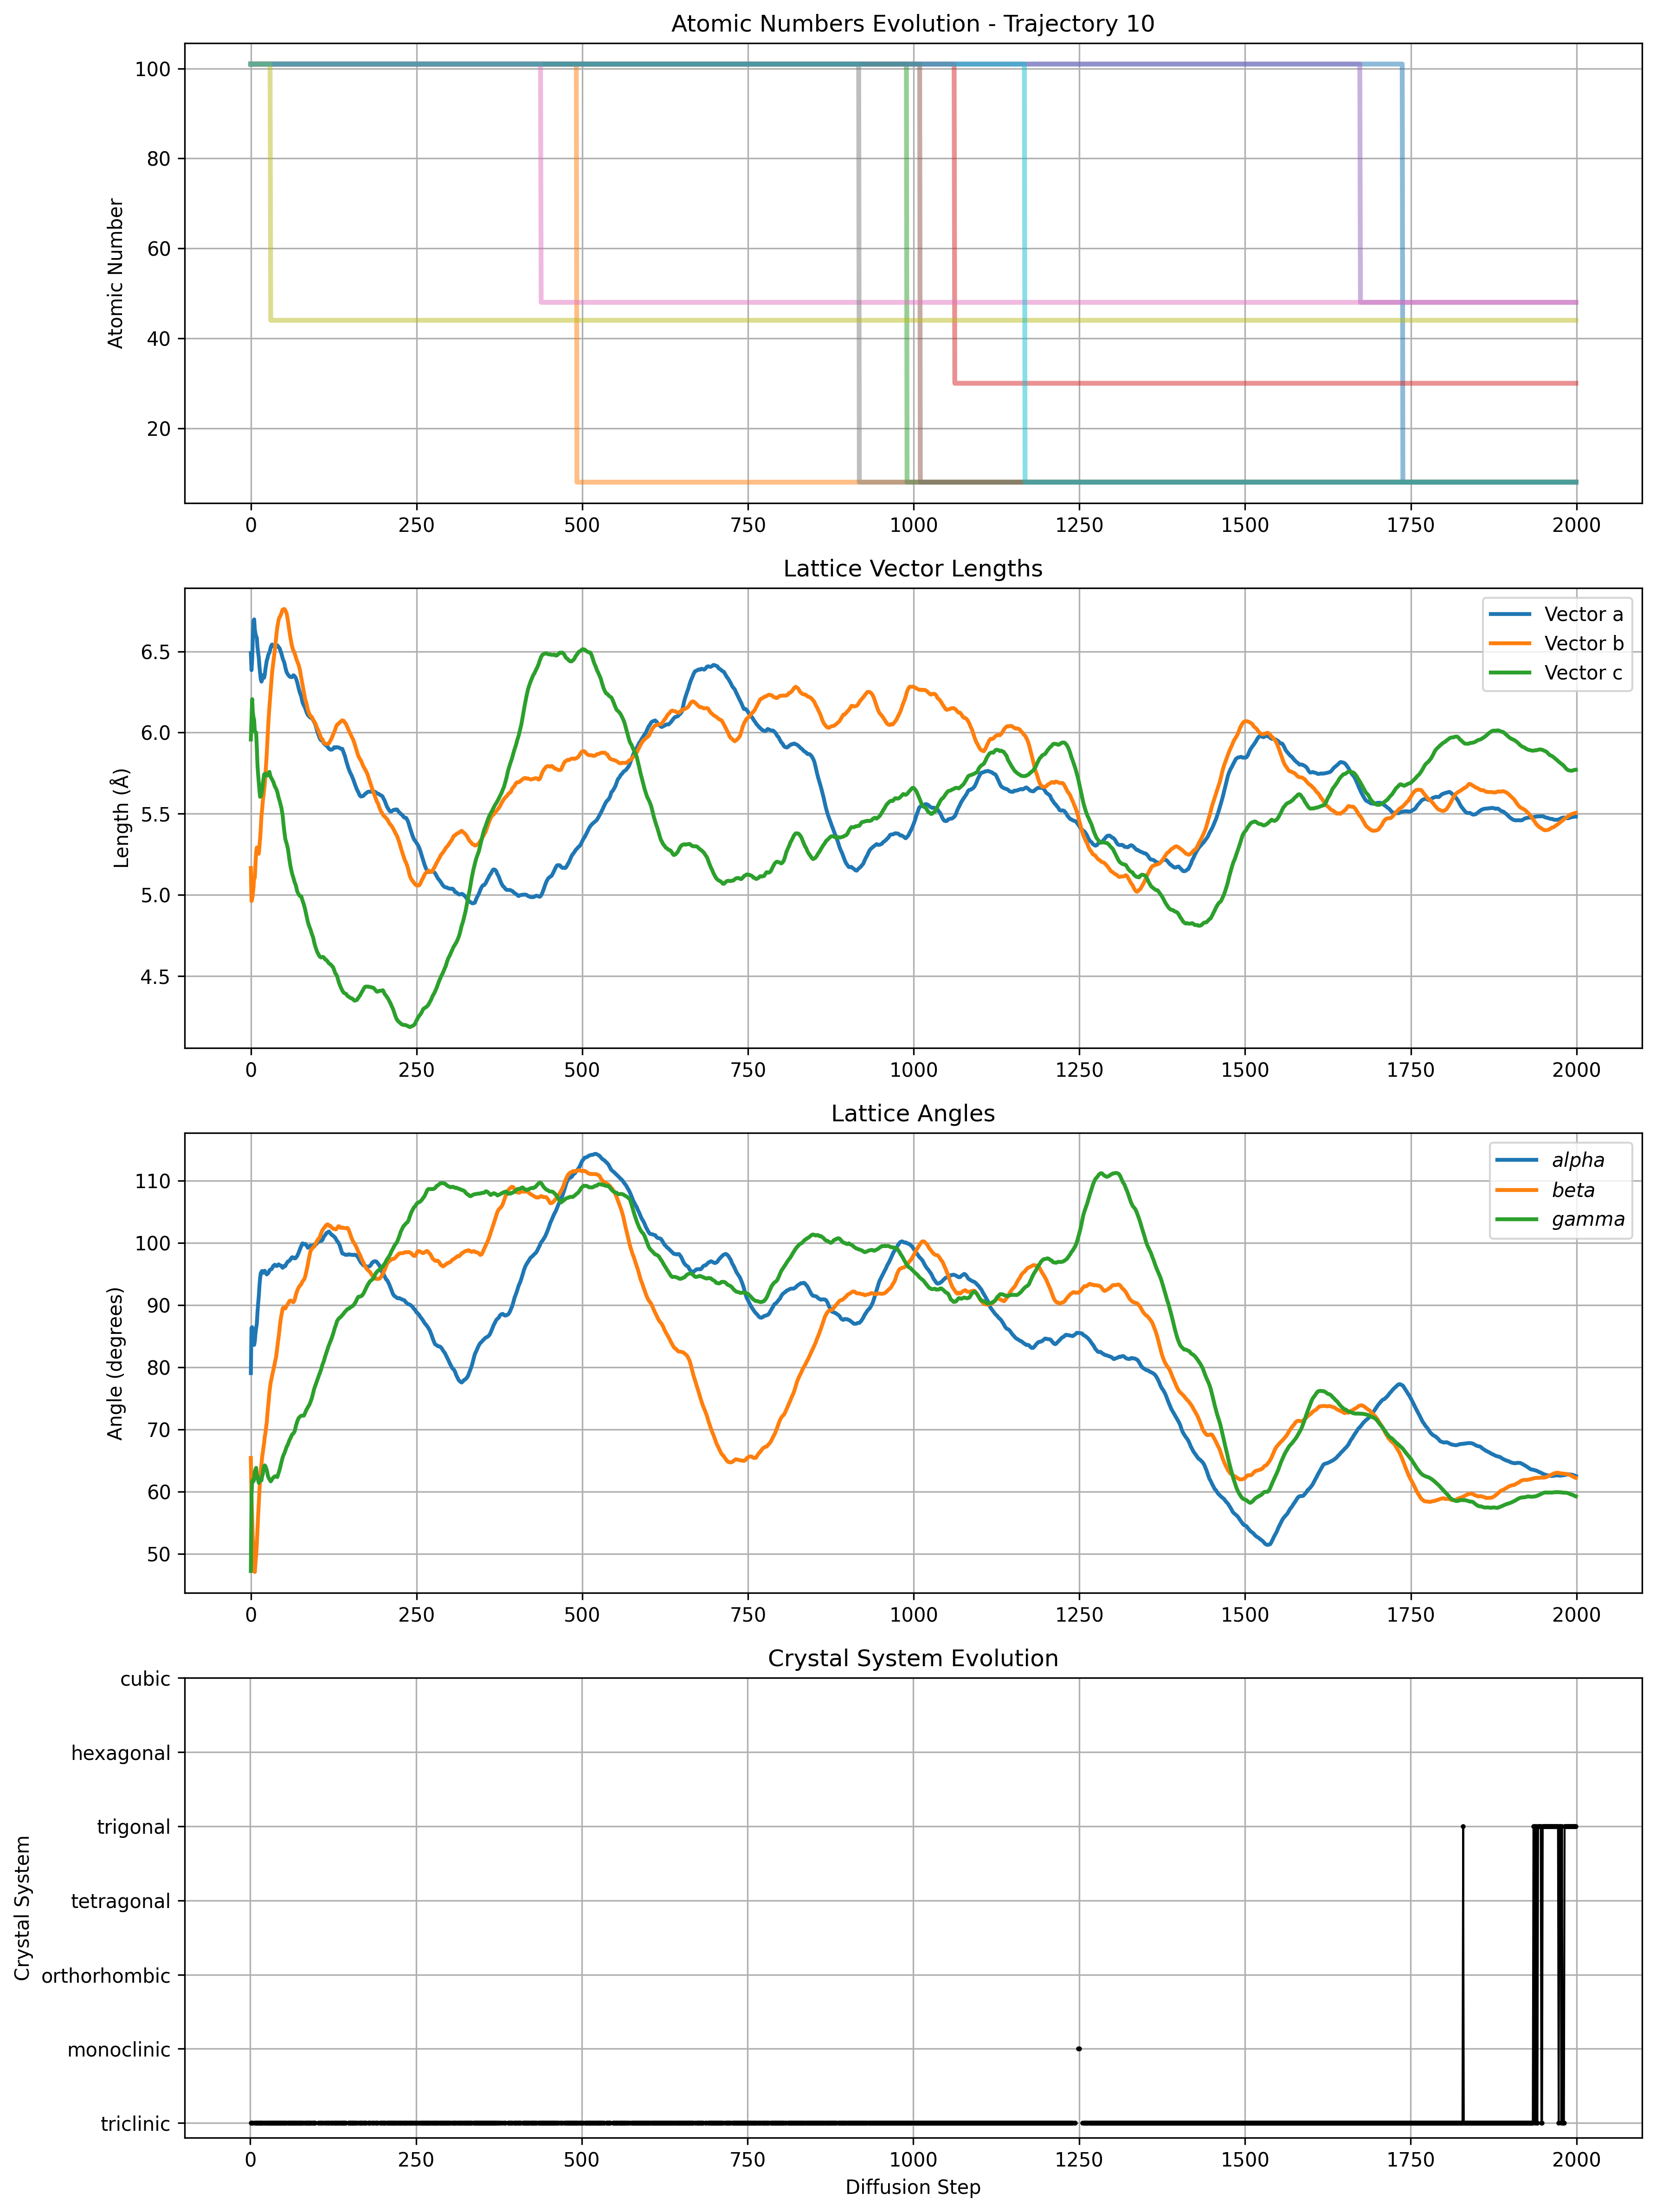 Atomic Numbers Evolution - Trajectory 10
Atomic Number
100
80
60
40
20
0 250 500 750 1000 1250 1500 1750 2000
Lattice Vector Lengths
Length (Å)
6.5
6.0
5.5
5.0
4.5
Vector a
Vector b
Vector c
0 250 500 750 1000 1250 1500 1750 2000
Lattice Angles
Angle (degrees)
110
100
90
80
70
60
50
alpha
beta
gamma
0 250 500 750 1000 1250 1500 1750 2000
Crystal System Evolution
Crystal System
cubic
hexagonal
trigonal
tetragonal
orthorhombic
monoclinic
triclinic
0 250 500 750 1000 1250 1500 1750 2000
Diffusion Step